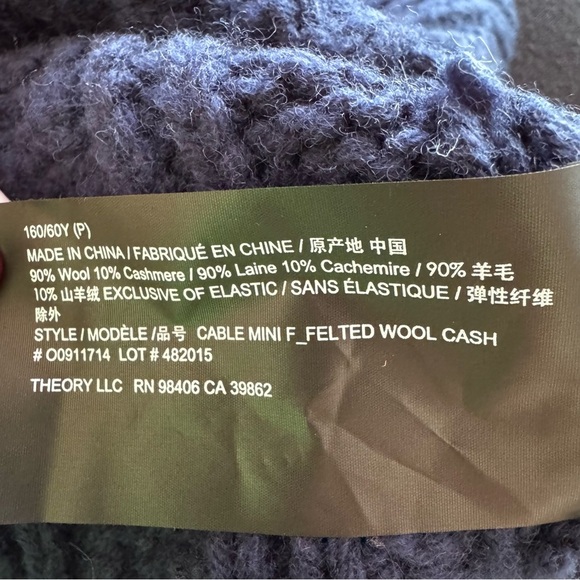 160/60Y (P)
MADE IN CHINA / FABRIQUÉ EN CHINE / 原产地 中国
90% Wool 10% Cashmere / 90% Laine 10% Cachemire / 90% 羊毛
10% 山羊绒 EXCLUSIVE OF ELASTIC / SANS ÉLASTIQUE / 弹性纤维
除外
STYLE / MODÈLE /品号 CABLE MINI F_FELTED WOOL CASH
# O0911714 LOT # 482015
THEORY LLC RN 98406 CA 39862